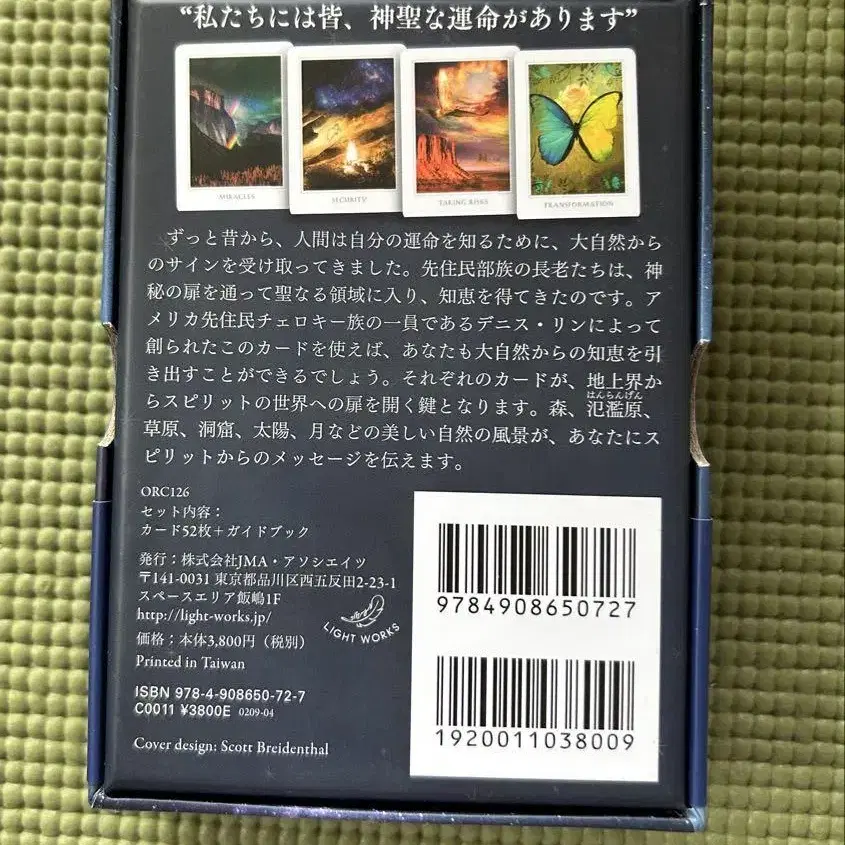 “私たちには皆、神聖な運命があります”
MIRACLES
SECURITY
TAKING RISKS
TRANSFORMATION
ずっと昔から、人間は自分の運命を知るために、大自然から
のサインを受け取ってきました。先住民部族の長老たちは、神
秘の扉を通って聖なる領域に入り、知恵を得てきたのです。ア
メリカ先住民チェロキー族の一員であるデニス・リンによって
創られたこのカードを使えば、あなたも大自然からの知恵を引
き出すことができるでしょう。それぞれのカードが、地上界か
らスピリットの世界への扉を開く鍵となります。森、氾濫原、
はんらんげん
草原、洞窟、太陽、月などの美しい自然の風景が、あなたにス
ピリットからのメッセージを伝えます。
ORC126
セット内容：
カード52枚＋ガイドブック
発行：株式会社JMA・アソシエイツ
〒141-0031 東京都品川区西五反田2-23-1
スペースエリア飯嶋1F
http://light-works.jp/
LIGHT WORKS
価格：本体3,800円（税別）
Printed in Taiwan
ISBN 978-4-908650-72-7
C0011 ¥3800E 0209-04
Cover design: Scott Breidenthal
9784908650727
1920011038009